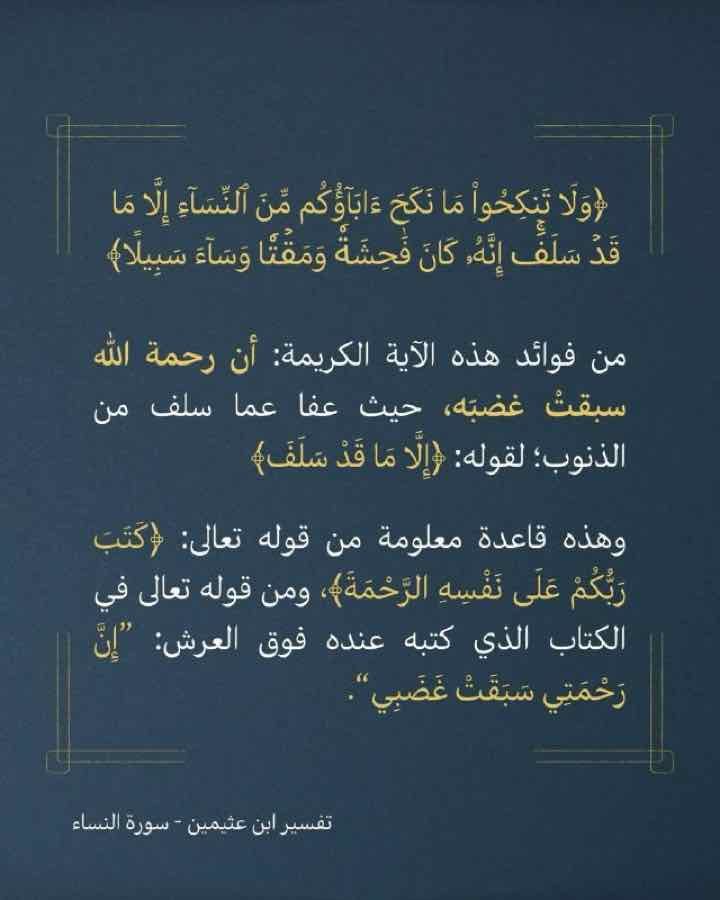 ﴿وَلَا تَنكِحُوا۟ مَا نَكَحَ ءَابَآؤُكُم مِّنَ ٱلنِّسَآءِ إِلَّا مَا
قَدۡ سَلَفَۚ إِنَّهُۥ كَانَ فَٰحِشَةٗ وَمَقۡتٗا وَسَآءَ سَبِيلًا﴾
من فوائد هذه الآية الكريمة: أن رحمة الله
سبقتْ غضبَه، حيث عفا عما سلف من
الذنوب؛ لقوله: ﴿إِلَّا مَا قَدْ سَلَفَ﴾
وهذه قاعدة معلومة من قوله تعالى: ﴿كَتَبَ
رَبُّكُمْ عَلَى نَفْسِهِ الرَّحْمَةَ﴾، ومن قوله تعالى في
الكتاب الذي كتبه عنده فوق العرش: ”إِنَّ
رَحْمَتِي سَبَقَتْ غَضَبِي“.
تفسير ابن عثيمين - سورة النساء